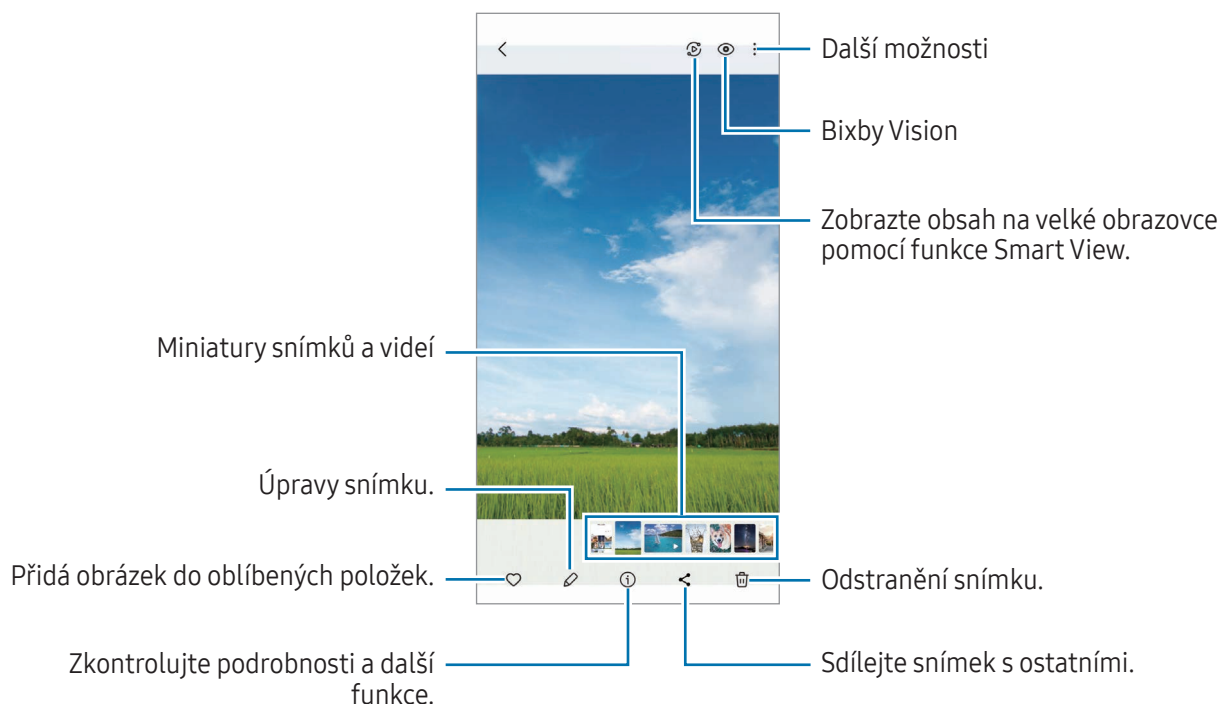 Další možnosti
Bixby Vision
Zobrazte obsah na velké obrazovce
pomocí funkce Smart View.
Miniatury snímků a videí
Úpravy snímku.
Přidá obrázek do oblíbených položek.
Odstranění snímku.
Zkontrolujte podrobnosti a další
funkce.
Sdílejte snímek s ostatními.